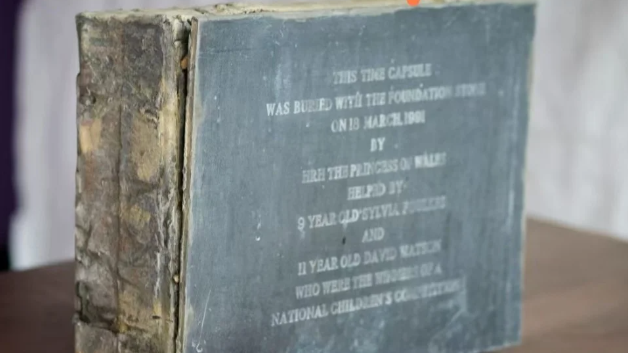 THIS TIME CAPSULE
WAS BURIED WITH THE FOUNDATION STONE
ON 18 MARCH, 1991
BY
HRH THE PRINCESS OF WALES
HELPED BY
9 YEAR OLD SYLVIA
AND
11 YEAR OLD DAVID WATSON
WHO WERE THE WINNERS OF A
NATIONAL CHILDREN'S COMPETITION